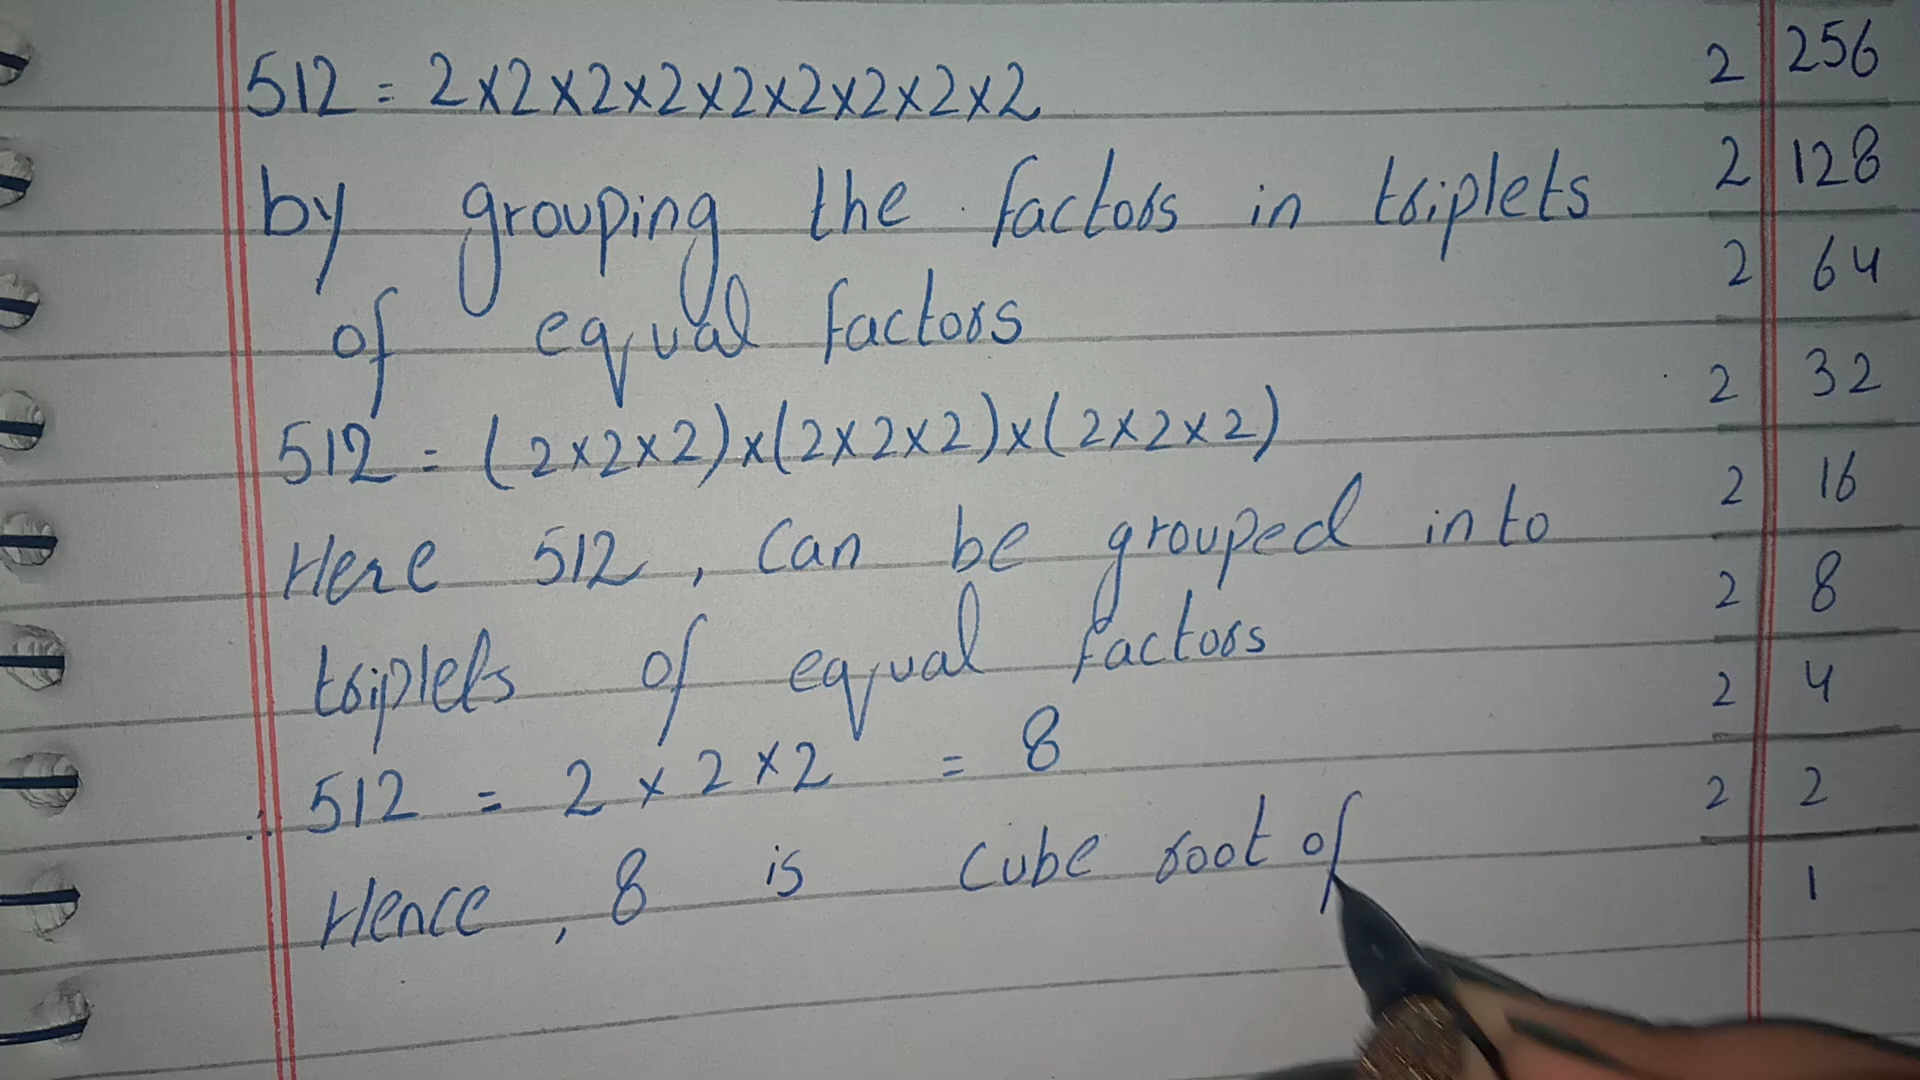 512 = 2×2×2×2×2×2×2×2×2
by grouping the factors in triplets
of equal factors
512 = (2×2×2)×(2×2×2)×(2×2×2)
Here 512, can be grouped into
triplets of equal factors
∴ 512 = 2 × 2 × 2 = 8
Hence, 8 is cube root of
2 256
2 128
2 64
2 32
2 16
2 8
2 4
2 2
1